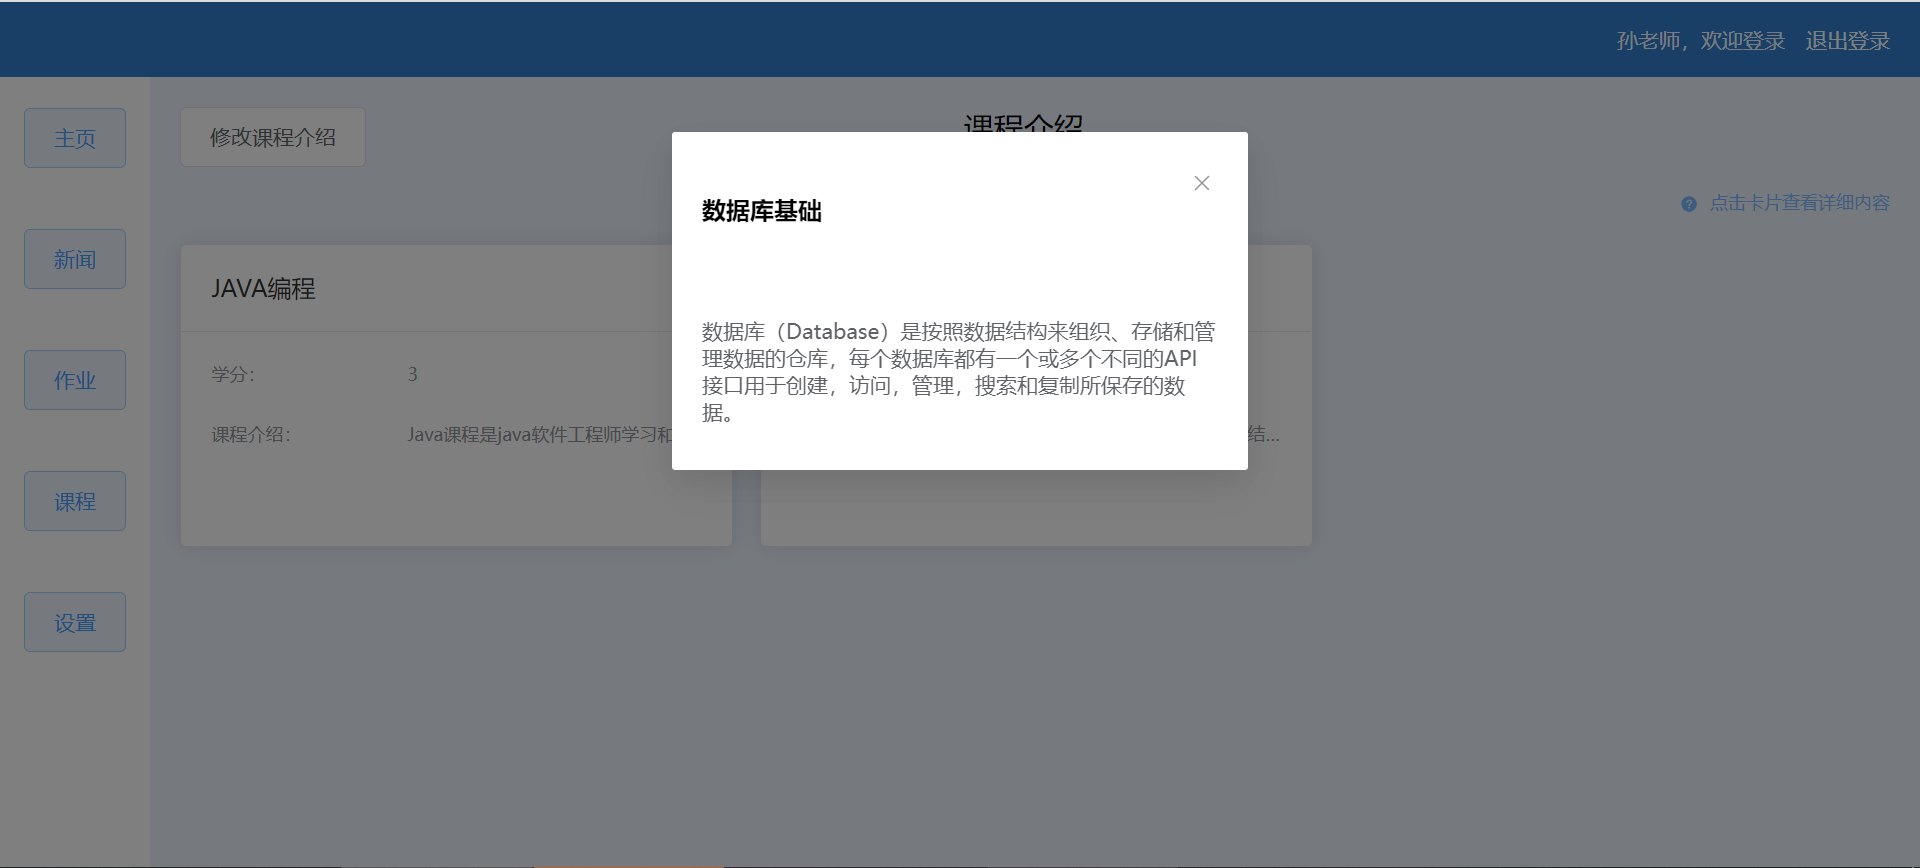 孙老师，欢迎登录 退出登录
主页
新闻
作业
课程
设置
修改课程介绍
课程介绍
点击卡片查看详细内容
JAVA编程
学分： 3
课程介绍： Java课程是java软件工程师学习和
结...
数据库基础
数据库（Database）是按照数据结构来组织、存储和管
理数据的仓库，每个数据库都有一个或多个不同的API
接口用于创建，访问，管理，搜索和复制所保存的数
据。